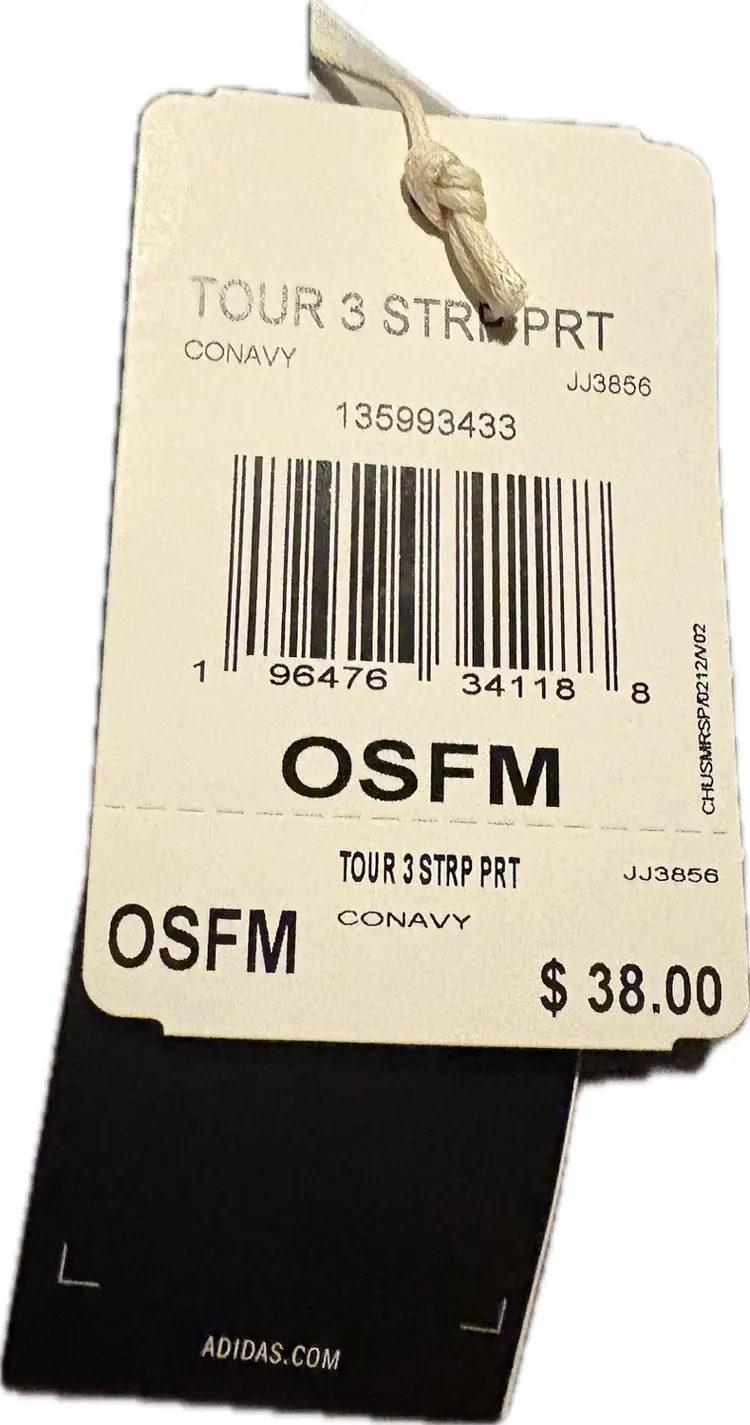 TOUR 3 STRP PRT
CONAVY
JJ3856
135993433
1 96476 34118 8
OSFM
CHUSMRSP/0212/V02
TOUR 3 STRP PRT
JJ3856
OSFM
CONAVY
$ 38.00
ADIDAS.COM